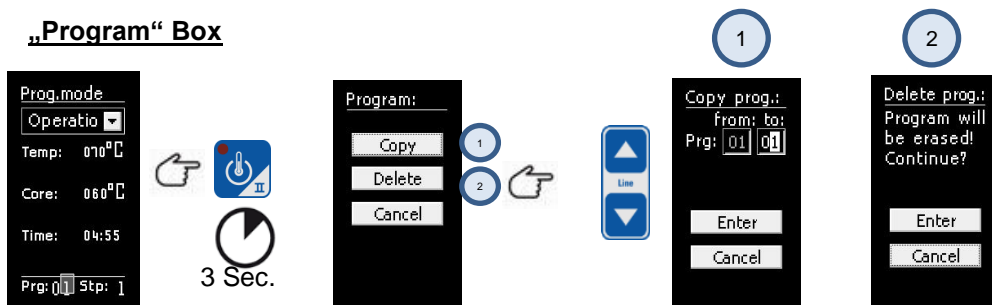 „Program“ Box
1
2
Prog.mode
Operatio
Temp: 070°C
Core: 060°C
Time: 04:55
Prg: 01 Stp: 1
II
3 Sec.
Program:
Copy
1
Delete
2
Cancel
Line
Copy prog.:
from: to:
Prg: 01 01
Enter
Cancel
Delete prog.:
Program will
be erased!
Continue?
Enter
Cancel